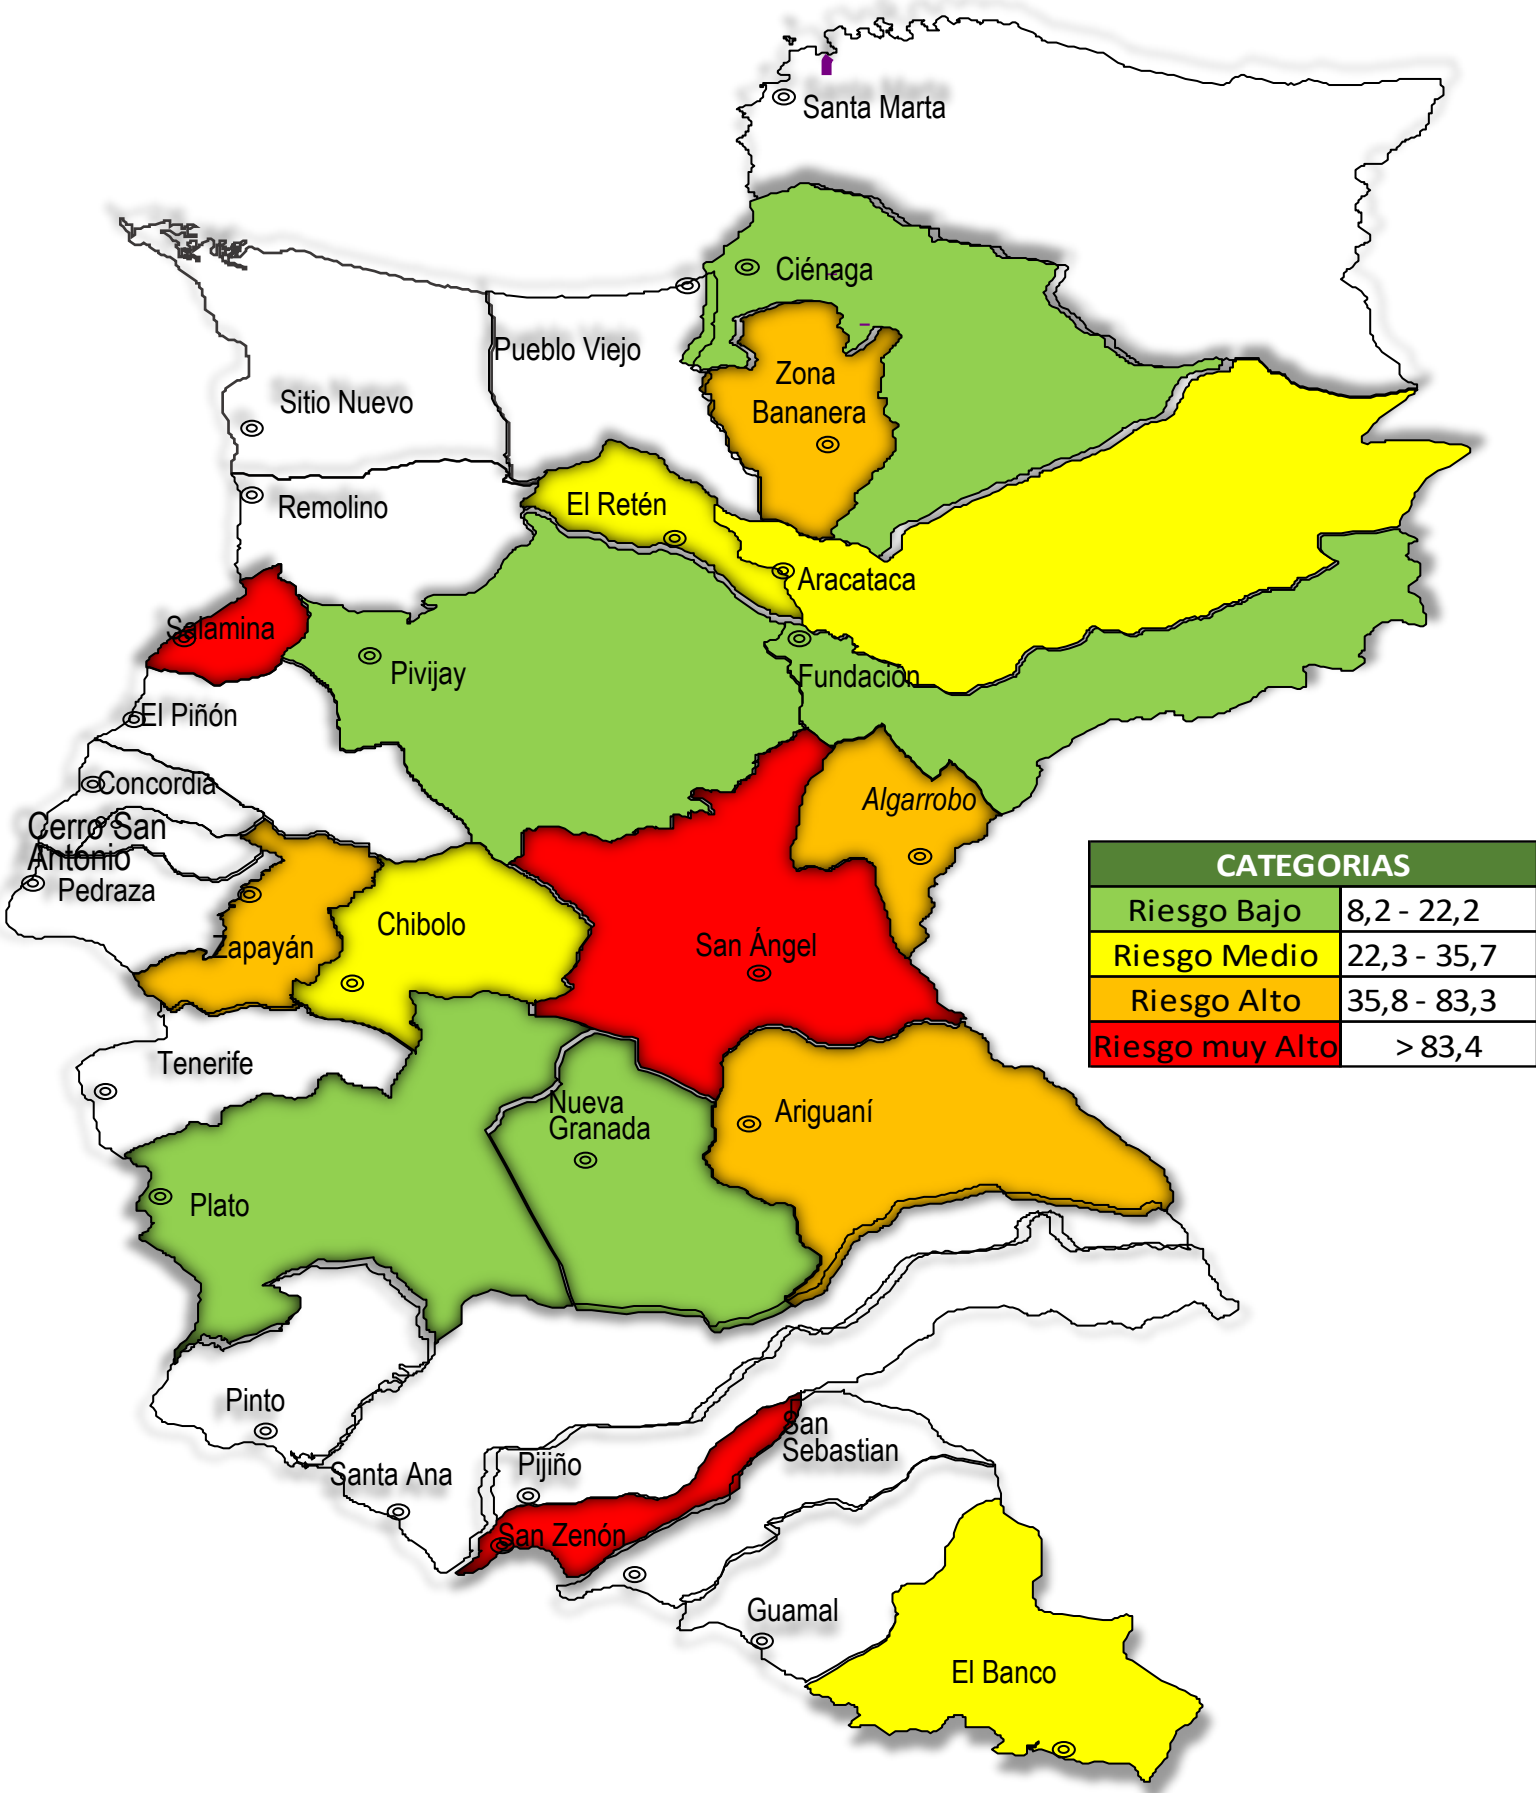 Santa Marta
Ciénaga
Pueblo Viejo
Zona
Bananera
Sitio Nuevo
El Retén
Remolino
Aracataca
Salamina
Pivijay
Fundación
El Piñón
Concordia
Algarrobo
Cerro San
Antonio
Pedraza
Chibolo
Zapayán
San Ángel
CATEGORIAS
Riesgo Bajo 8,2 - 22,2
Riesgo Medio 22,3 - 35,7
Riesgo Alto 35,8 - 83,3
Riesgo muy Alto > 83,4
Tenerife
Nueva
Granada
Ariguaní
Plato
Pinto
San
Sebastian
Santa Ana
Pijiño
San Zenón
Guamal
El Banco